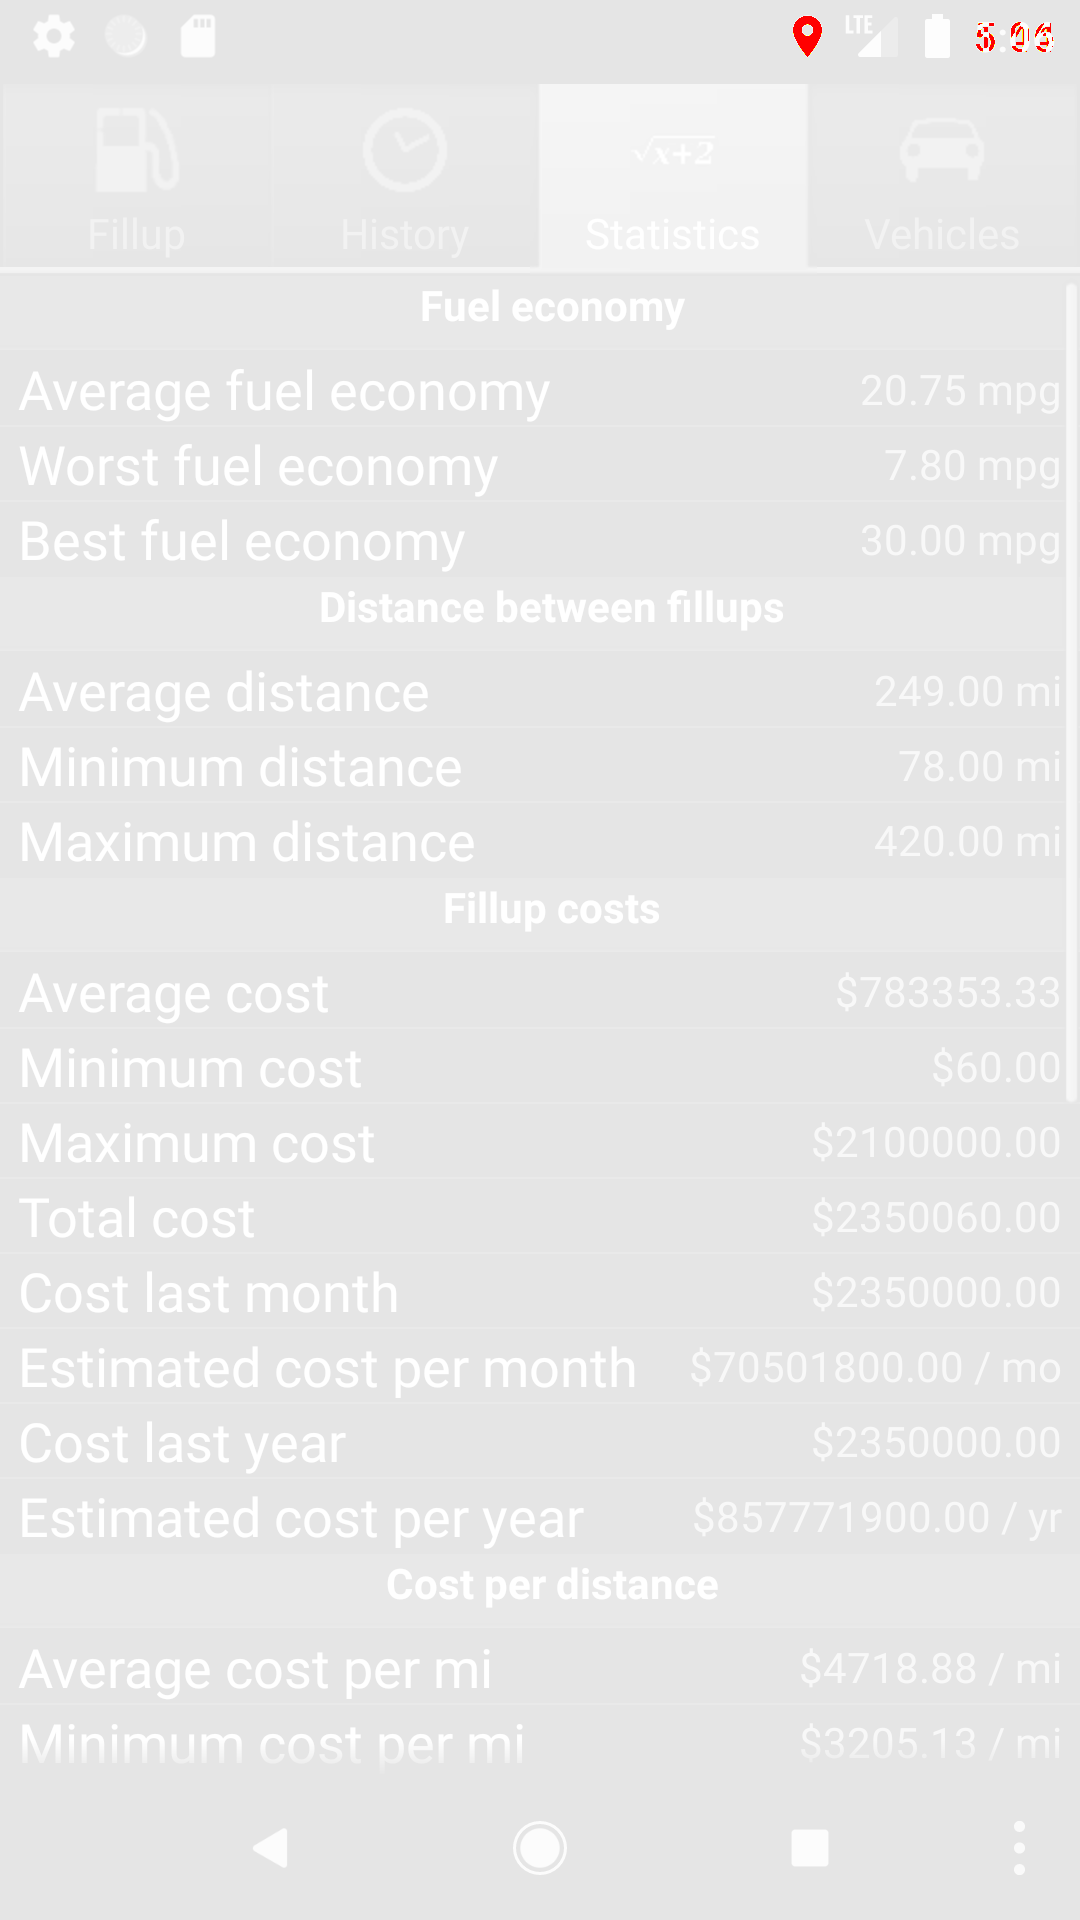 LTE
Fillup
History
√x+2
Statistics
Vehicles
Fuel economy
Average fuel economy 20.75 mpg
Worst fuel economy 7.80 mpg
Best fuel economy 30.00 mpg
Distance between fillups
Average distance 249.00 mi
Minimum distance 78.00 mi
Maximum distance 420.00 mi
Fillup costs
Average cost $783353.33
Minimum cost $60.00
Maximum cost $2100000.00
Total cost $2350060.00
Cost last month $2350000.00
Estimated cost per month $70501800.00 / mo
Cost last year $2350000.00
Estimated cost per year $857771900.00 / yr
Cost per distance
Average cost per mi $4718.88 / mi
Minimum cost per mi $3205.13 / mi